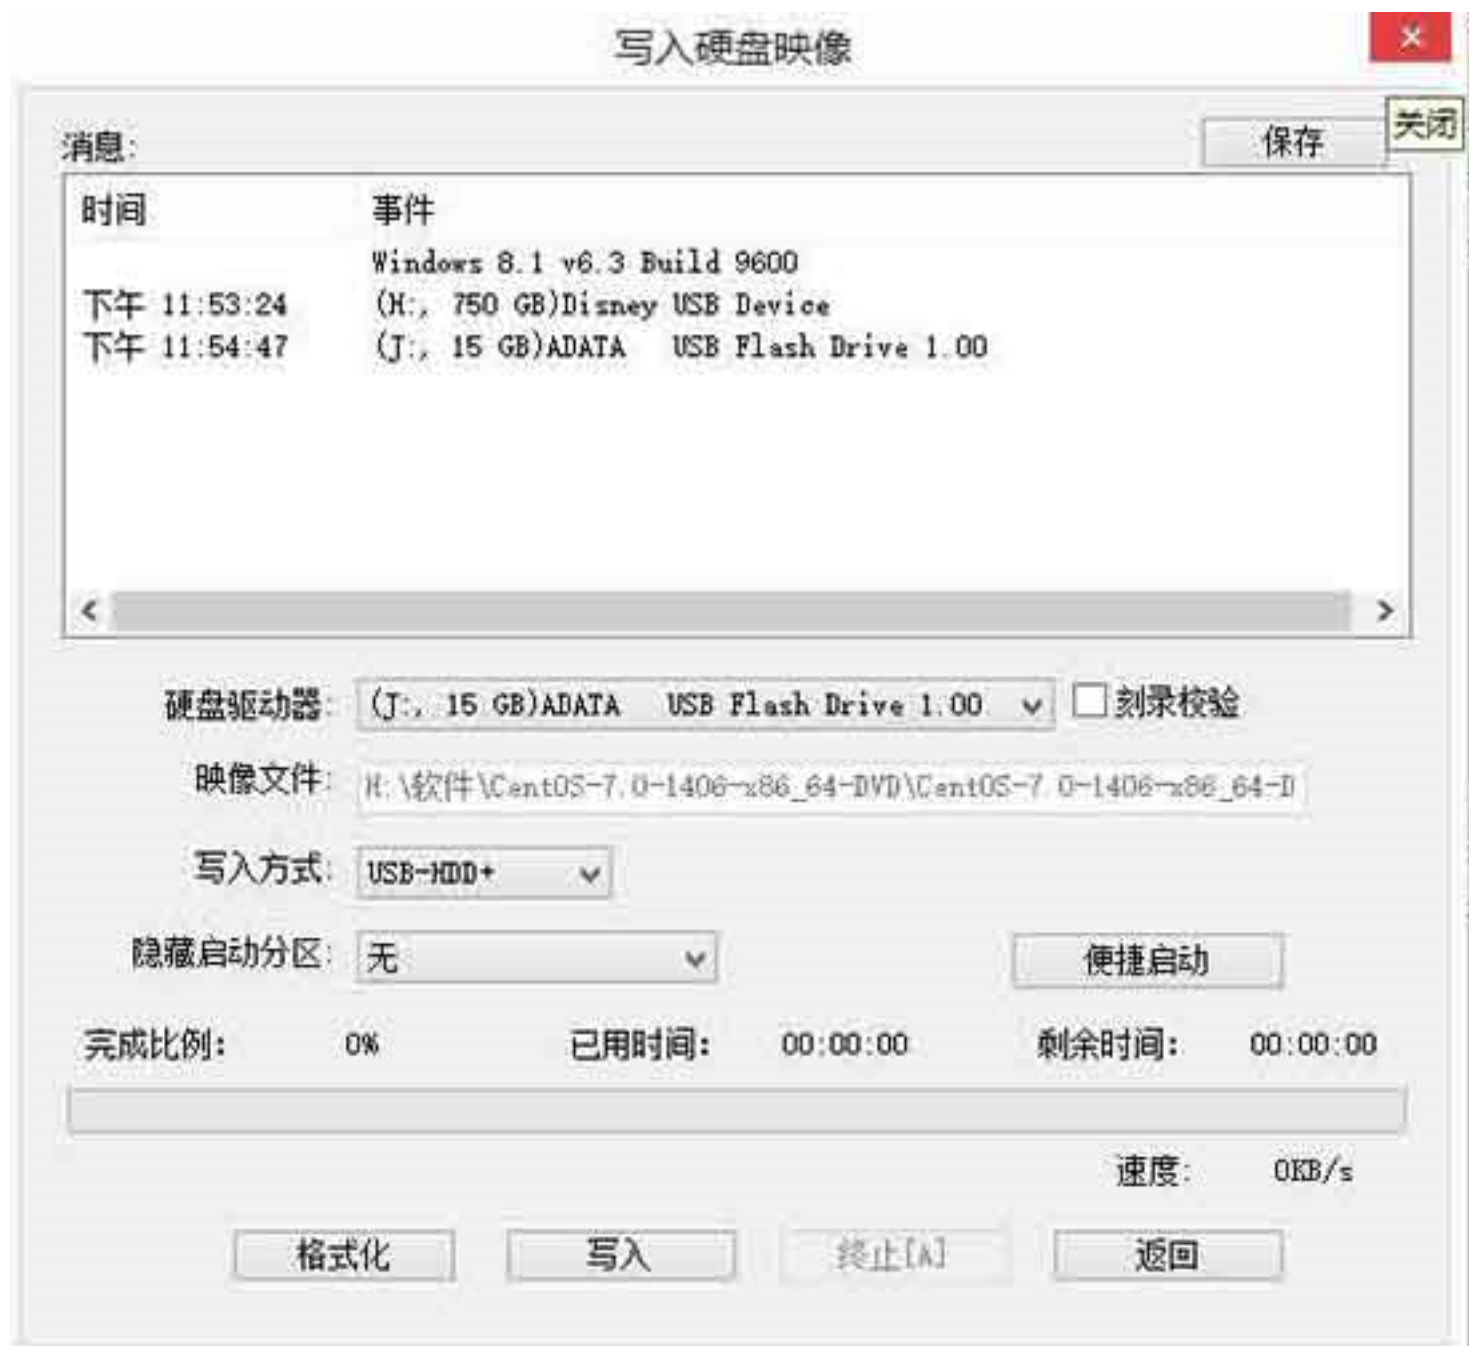 写入硬盘映像
关闭
消息: 保存
时间 事件
Windows 8.1 v6.3 Build 9600
下午 11:53:24 (H:, 750 GB)Disney USB Device
下午 11:54:47 (J:, 15 GB)ADATA USB Flash Drive 1.00
硬盘驱动器: (J:, 15 GB)ADATA USB Flash Drive 1.00 刻录校验
映像文件: H:\软件\CentOS-7.0-1406-x86_64-DVD\CentOS-7.0-1406-x86_64-D
写入方式: USB-HDD+
隐藏启动分区: 无 便捷启动
完成比例: 0% 已用时间: 00:00:00 剩余时间: 00:00:00
速度: 0KB/s
格式化 写入 终止[A] 返回